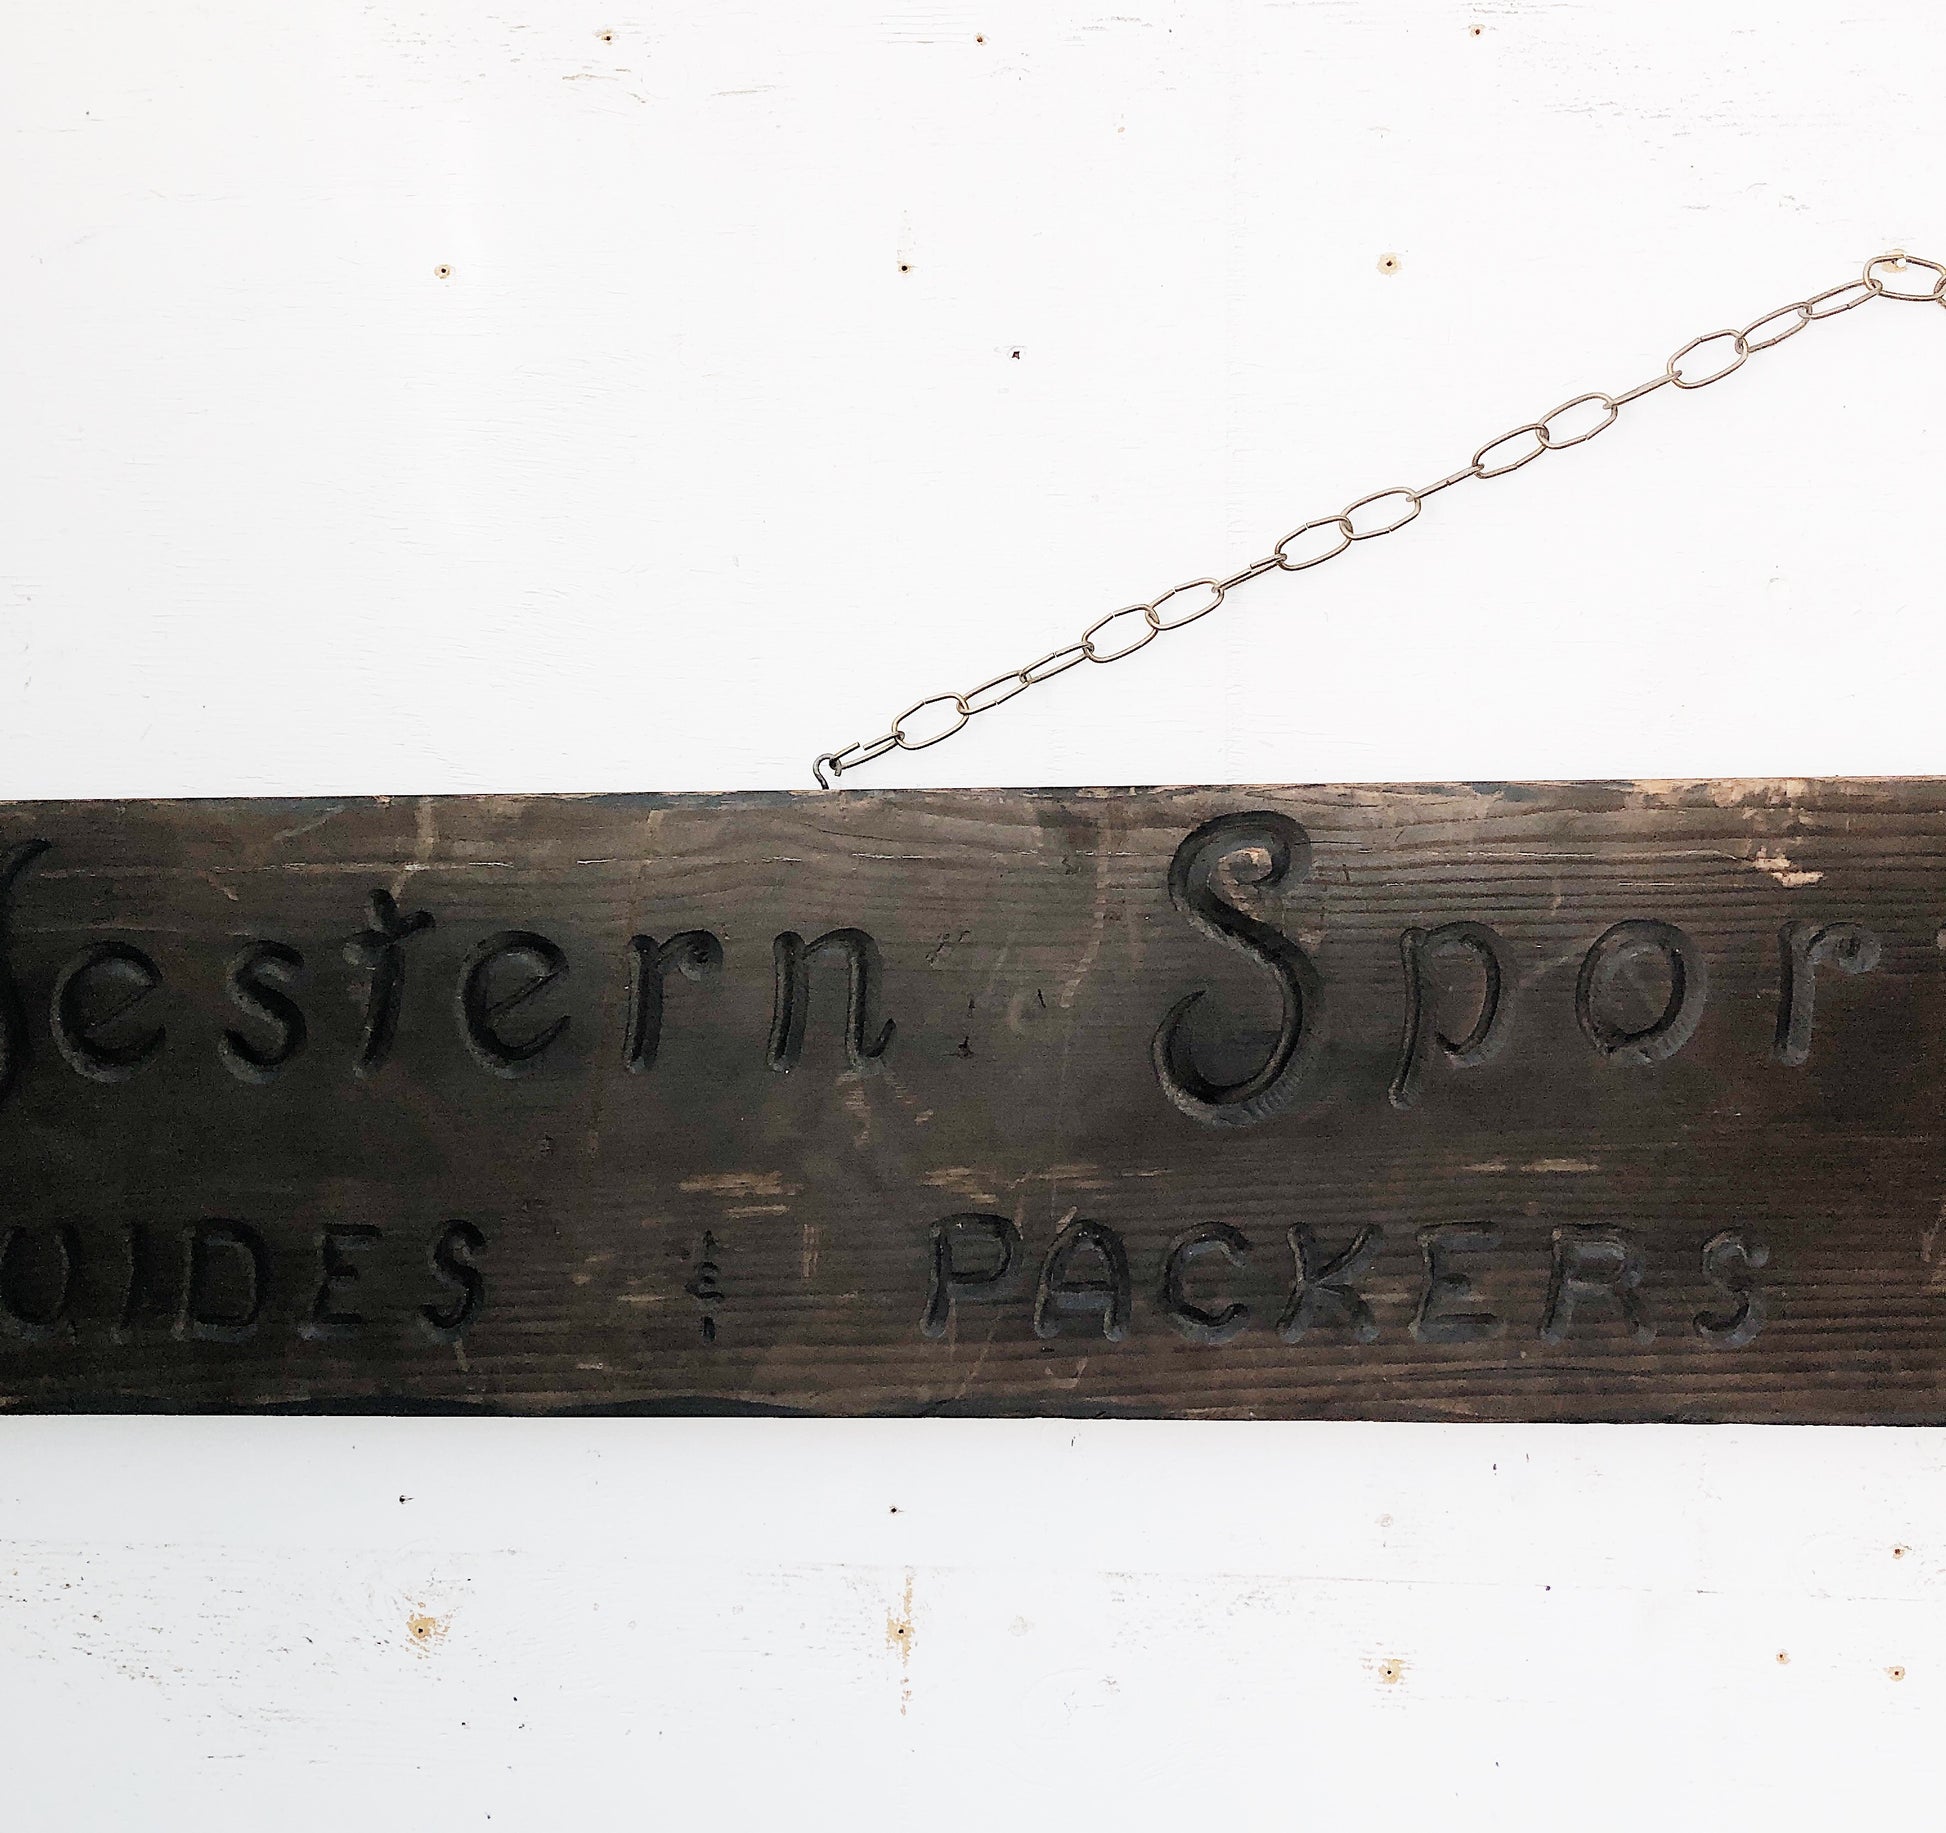 estern Spor
UIDES & PACKERS